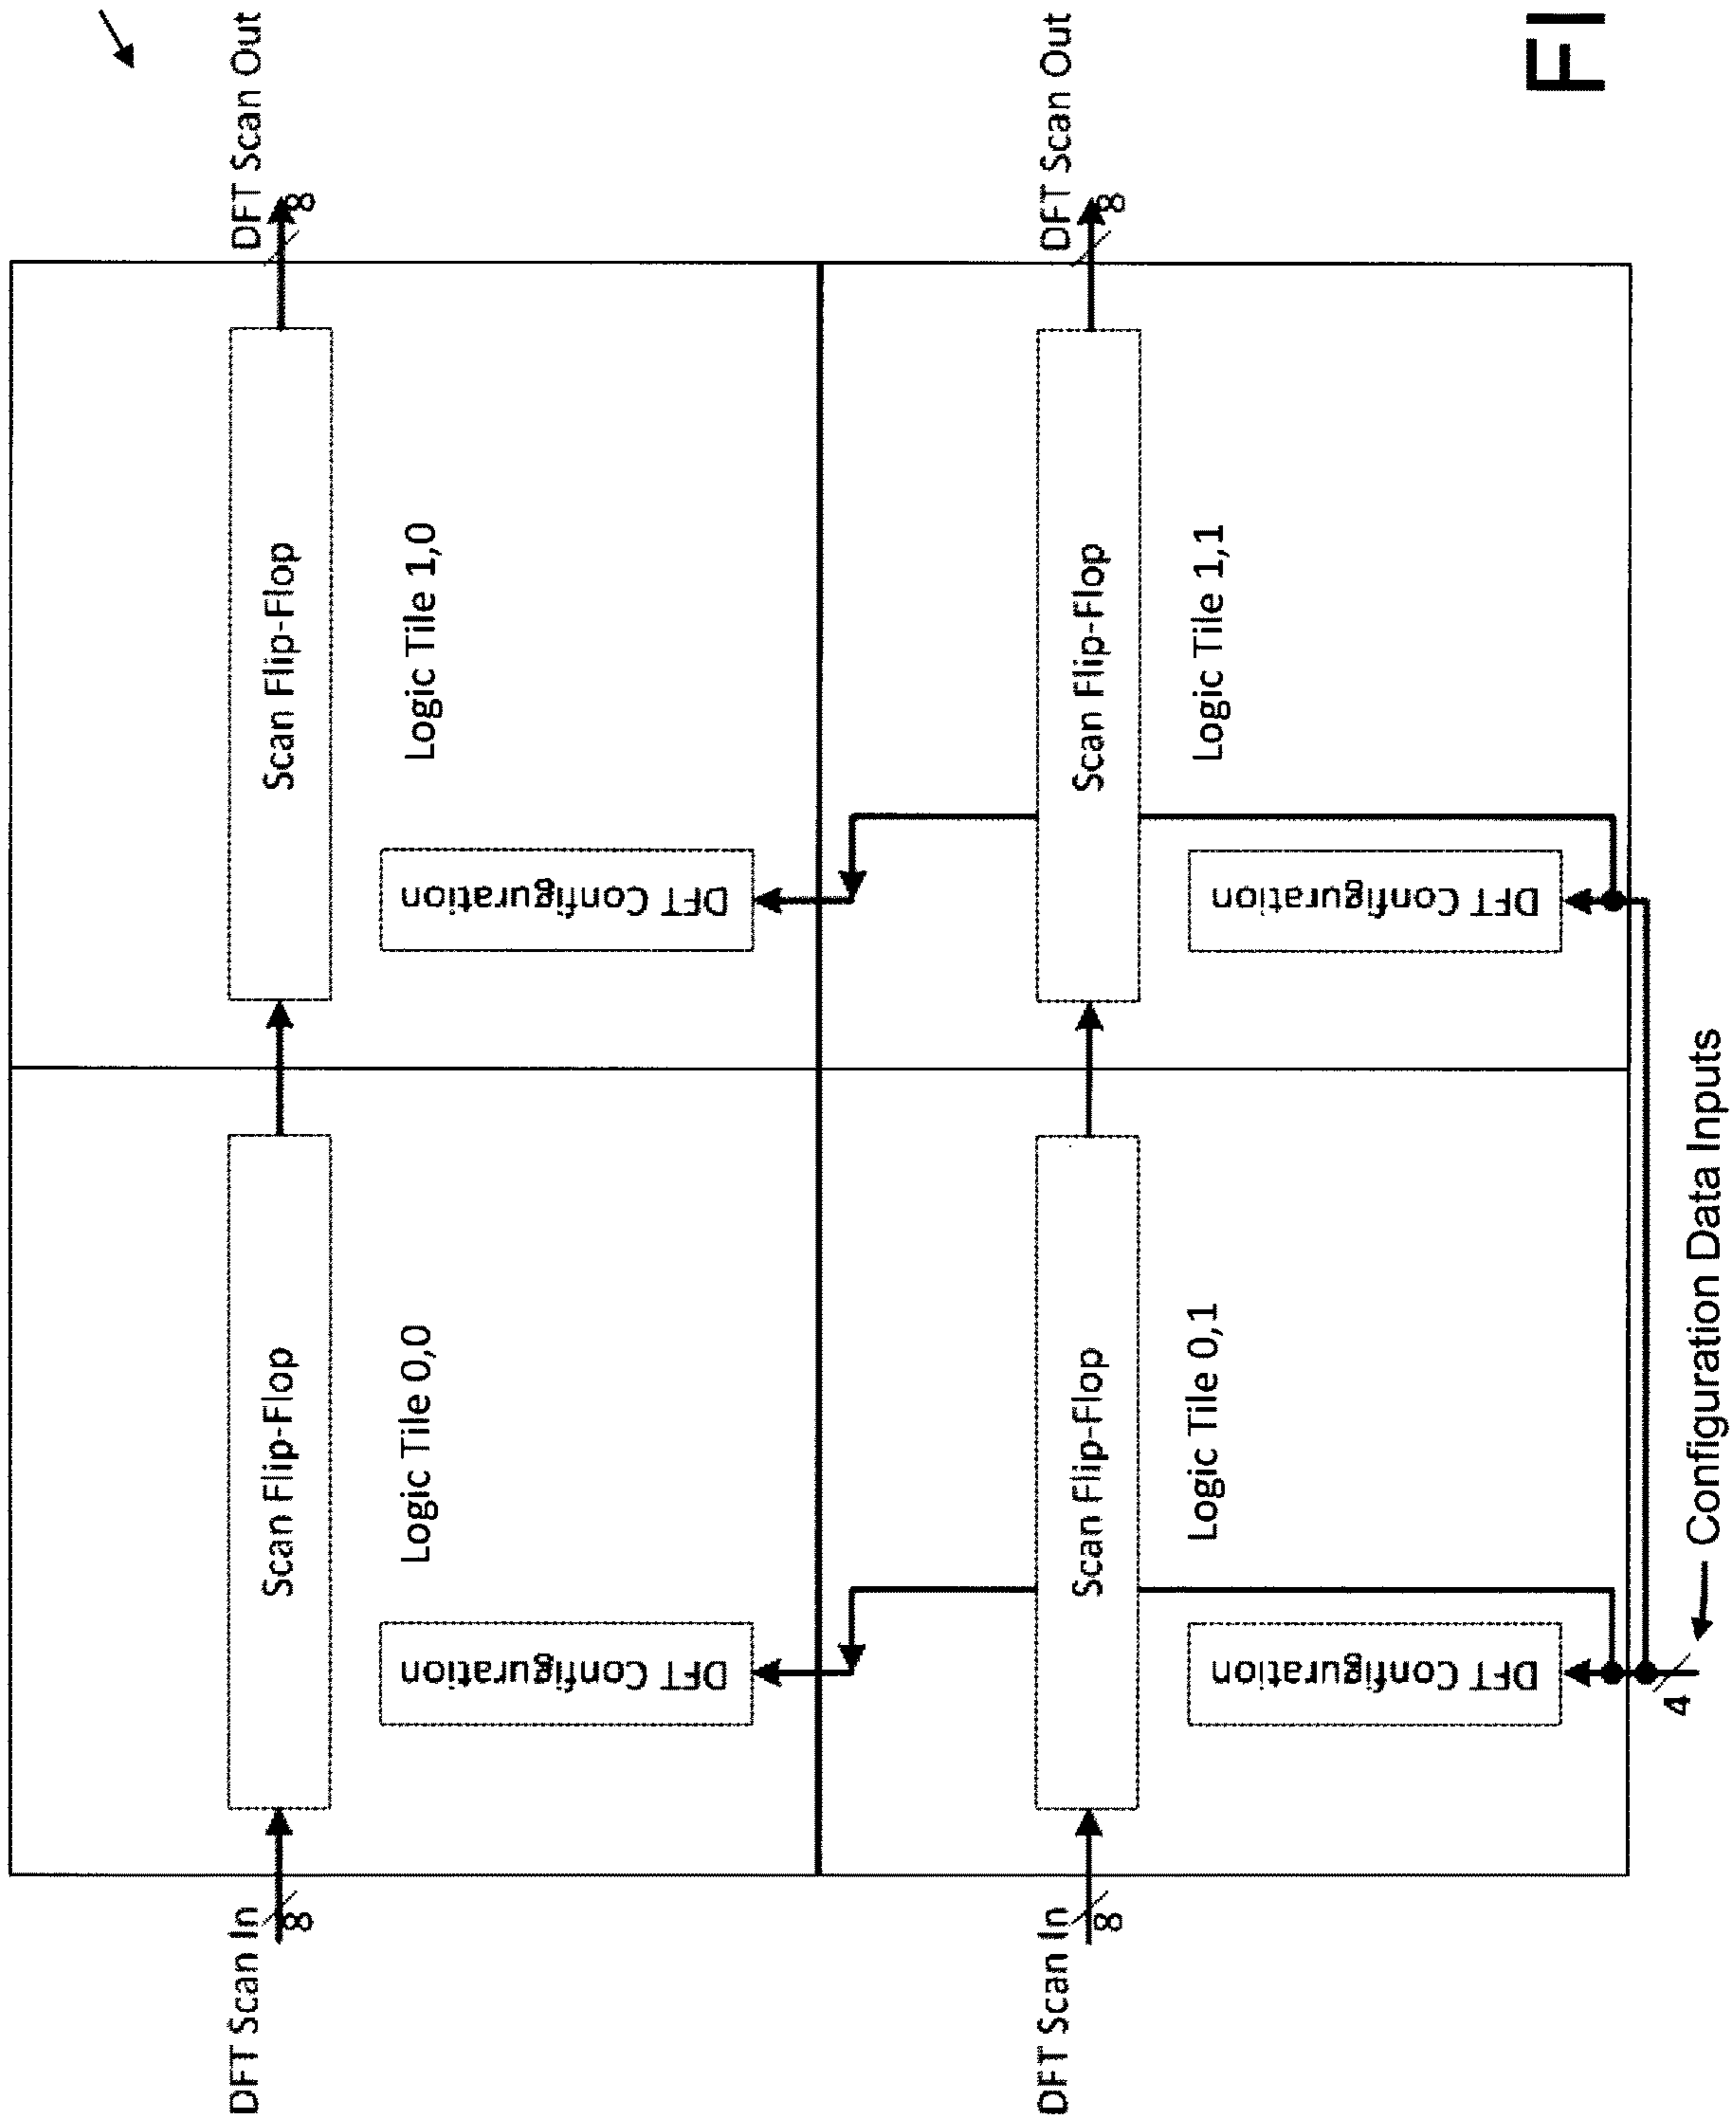 DFT Scan In
8
Scan Flip-Flop
Scan Flip-Flop
DFT Scan Out
8
DFT Configuration
Logic Tile 0,0
DFT Configuration
Logic Tile 1,0
DFT Scan In
8
Scan Flip-Flop
Scan Flip-Flop
DFT Scan Out
8
DFT Configuration
Logic Tile 0,1
DFT Configuration
Logic Tile 1,1
4
Configuration Data Inputs
FI